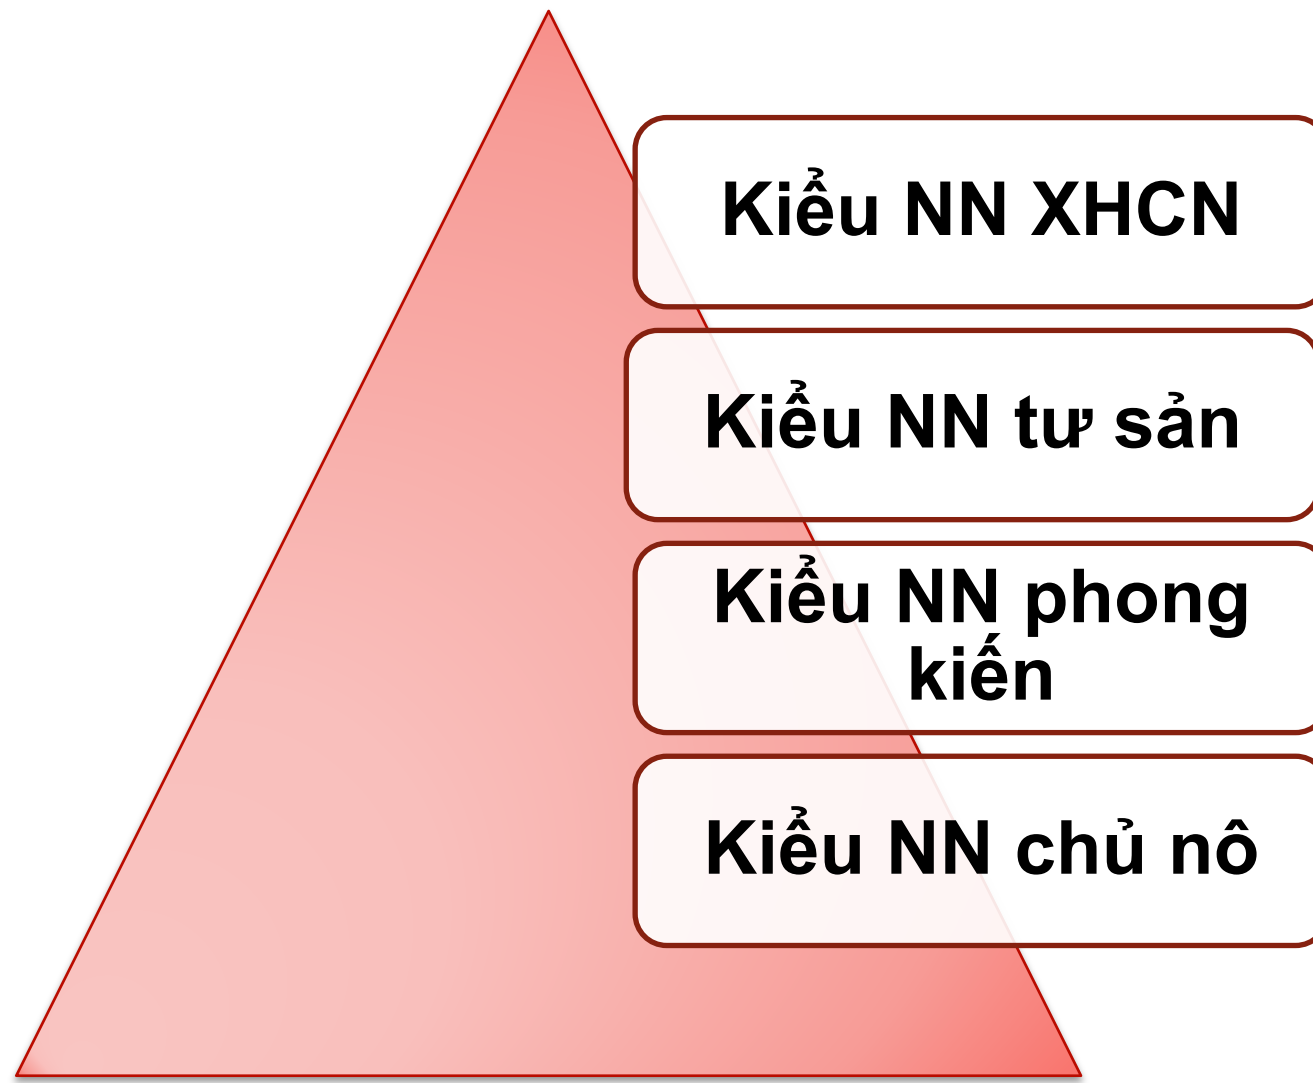 Kiểu NN XHCN
Kiểu NN tư sản
Kiểu NN phong
kiến
Kiểu NN chủ nô